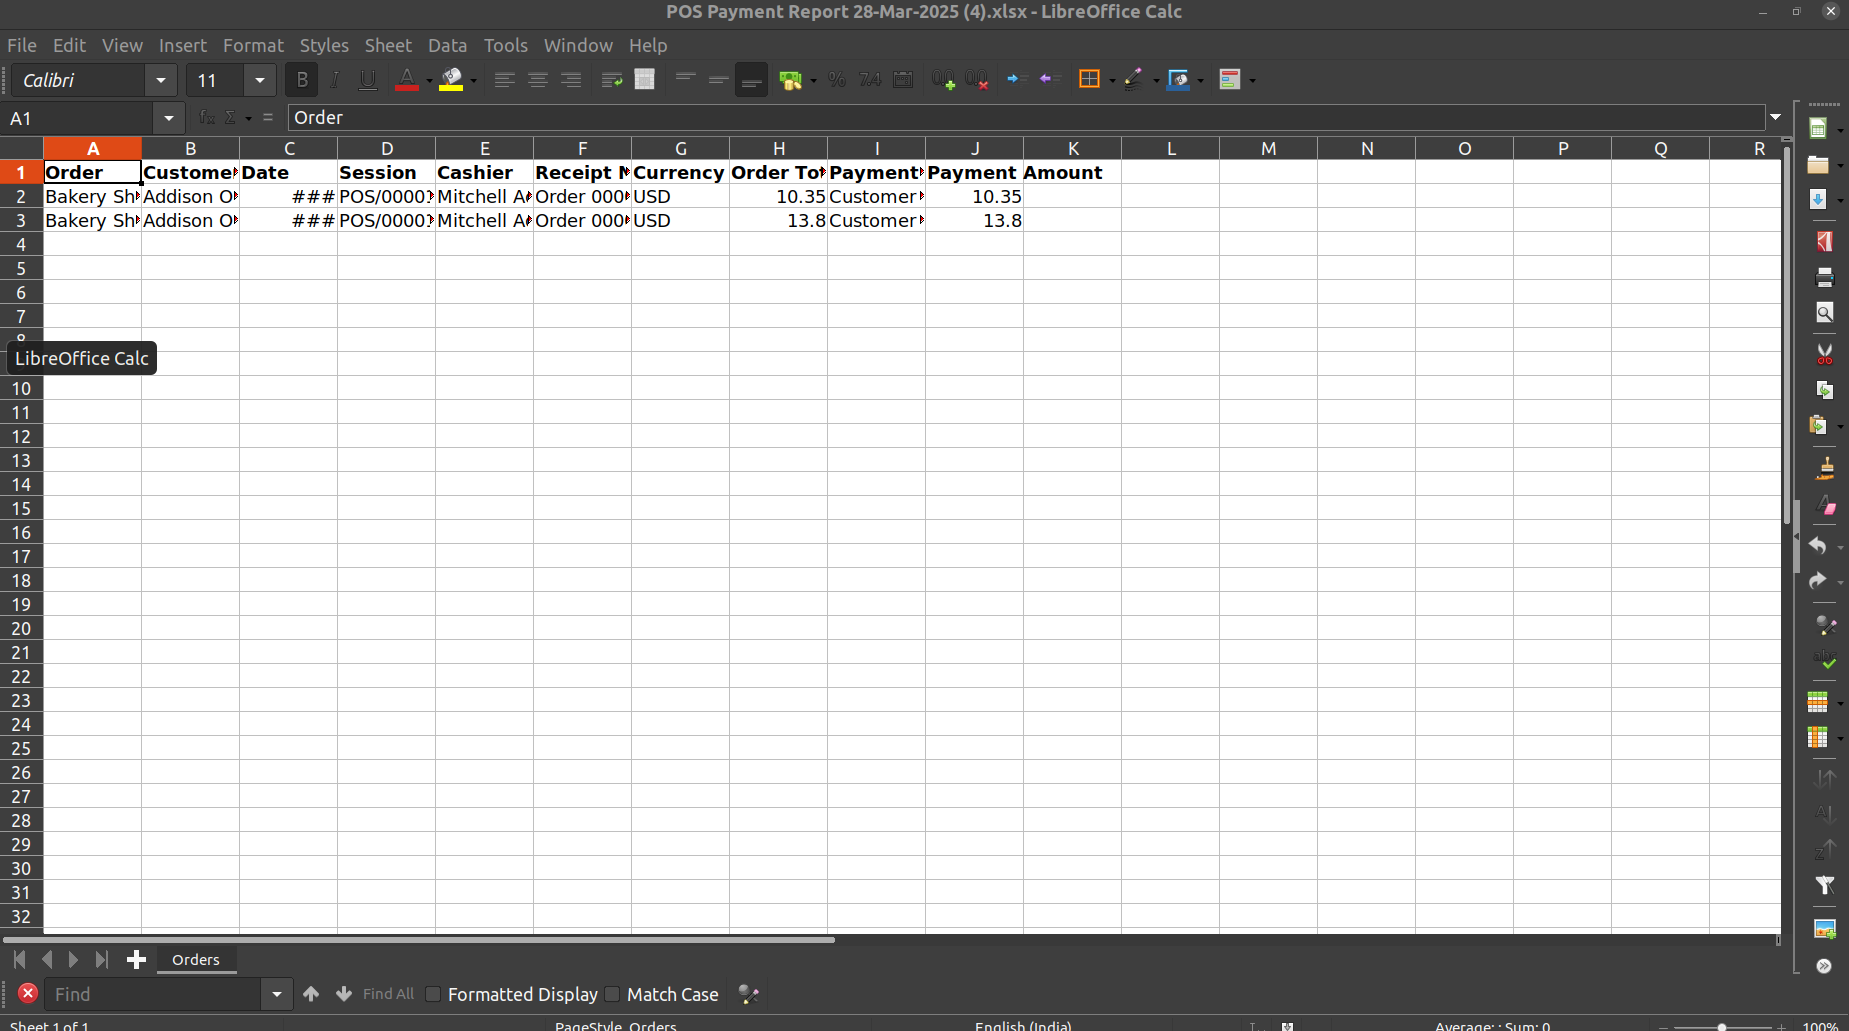 POS Payment Report 28-Mar-2025 (4).xlsx - LibreOffice Calc
File Edit View Insert Format Styles Sheet Data Tools Window Help
Calibri 11
A1 Order
A B C D E F G H I J K L M N O P Q R
1 Order Custome Date Session Cashier Receipt Currency Order To Payment Payment Amount
2 Bakery Sh Addison O ### POS/0000 Mitchell A Order 000 USD 10.35 Customer 10.35
3 Bakery Sh Addison O ### POS/0000 Mitchell A Order 000 USD 13.8 Customer 13.8
4
5
6
7
8
LibreOffice Calc
10
11
12
13
14
15
16
17
18
19
20
21
22
23
24
25
26
27
28
29
30
31
32
Orders
Find Find All Formatted Display Match Case
Sheet 1 of 1 PageStyle_Orders English (India) Average: ; Sum: 0 100%